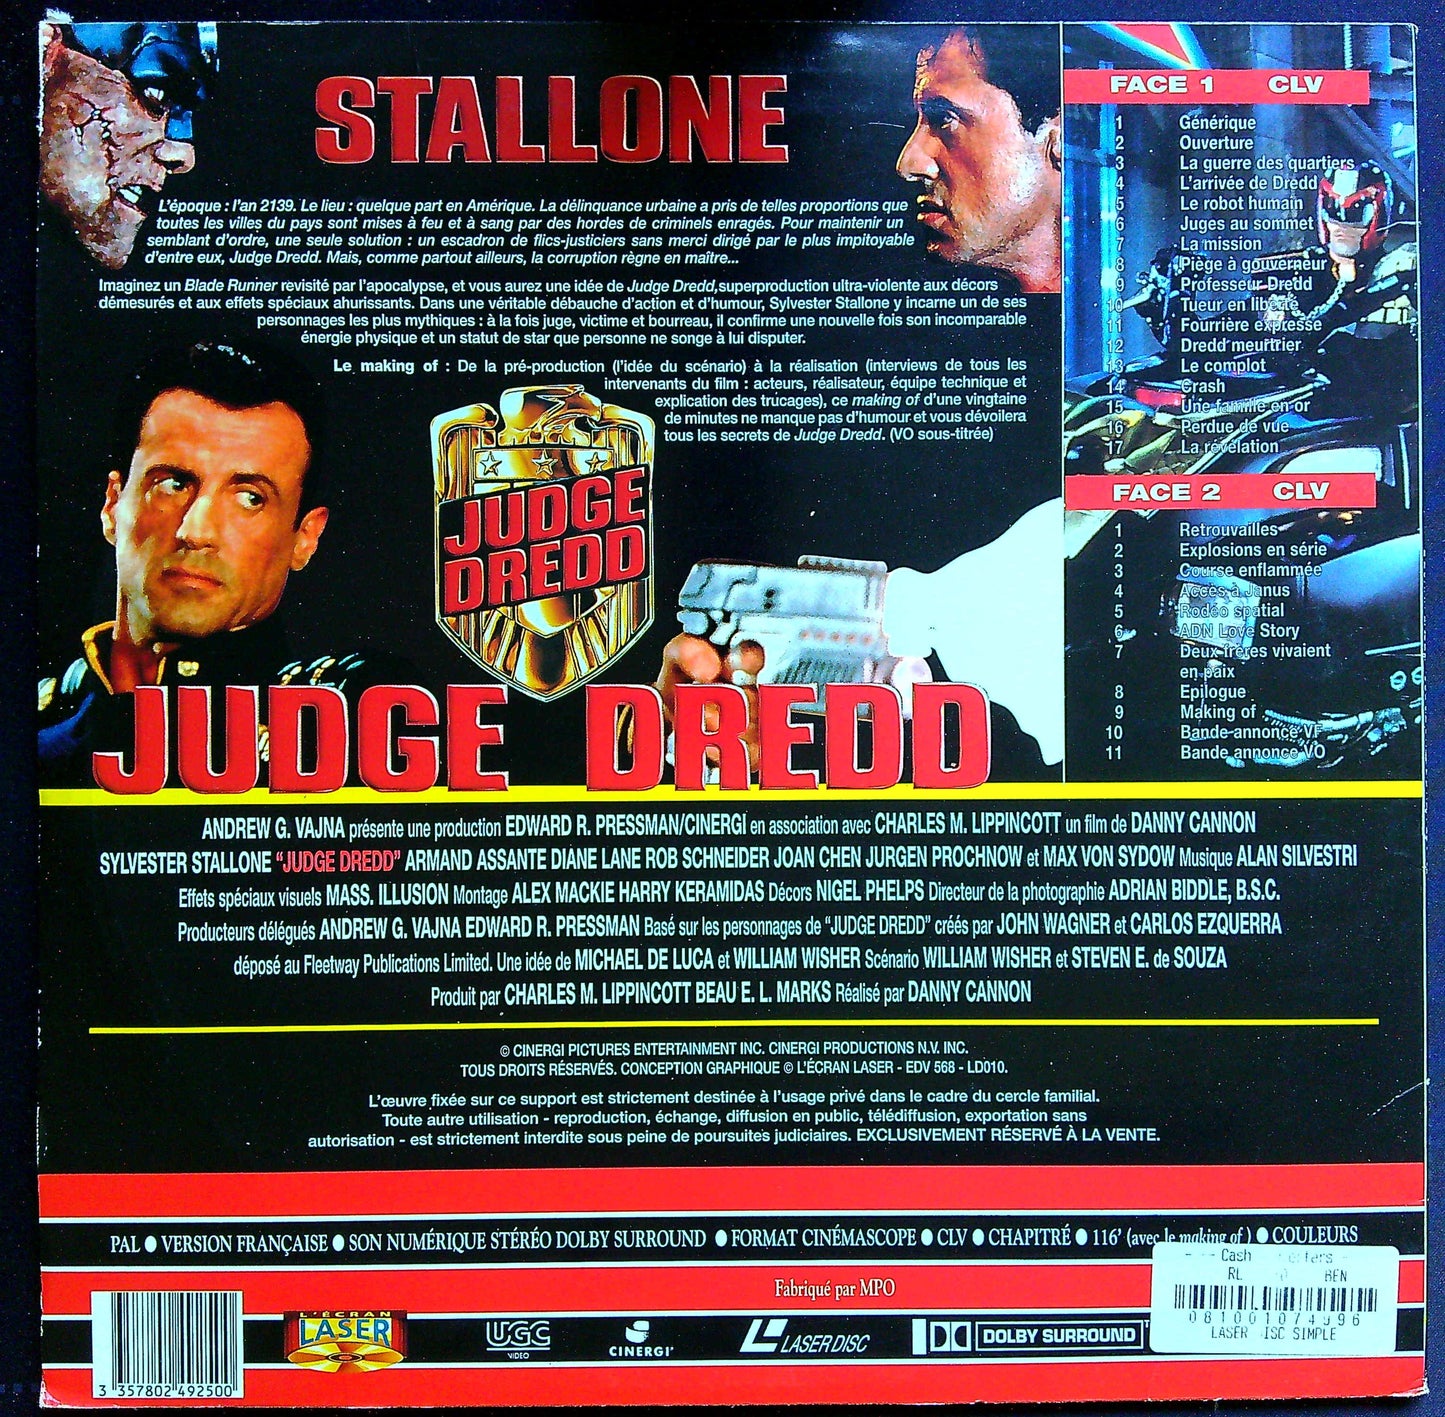 STALLONE
L'époque : l'an 2139. Le lieu : quelque part en Amérique. La délinquance urbaine a pris de telles proportions que
toutes les villes du pays sont mises à feu et à sang par des hordes de criminels enragés. Pour maintenir un
semblant d'ordre, une seule solution : un escadron de flics-justiciers sans merci dirigé par le plus impitoyable
d'entre eux, Judge Dredd. Mais, comme partout ailleurs, la corruption règne en maître...
Imaginez un Blade Runner revisité par l'apocalypse, et vous aurez une idée de Judge Dredd,superproduction ultra-violente aux décors
démesurés et aux effets spéciaux ahurissants. Dans une véritable débauche d'action et d'humour, Sylvester Stallone y incarne un de ses
personnages les plus mythiques : à la fois juge, victime et bourreau, il confirme une nouvelle fois son incomparable
énergie physique et un statut de star que personne ne songe à lui disputer.
Le making of : De la pré-production (l'idée du scénario) à la réalisation (interviews de tous les
intervenants du film : acteurs, réalisateur, équipe technique et
explication des trucages), ce making of d'une vingtaine
de minutes ne manque pas d'humour et vous dévoilera
tous les secrets de Judge Dredd. (VO sous-titrée)
JUDGE
DREDD
JUDGE DREDD
FACE 1 CLV
1 Générique
2 Ouverture
3 La guerre des quartiers
4 L'arrivée de Dredd
5 Le robot humain
6 Juges au sommet
7 La mission
8 Piège à gouverneur
9 Professeur Dredd
10 Tueur en liberté
11 Fourrière expresse
12 Dredd meurtrier
13 Le complot
14 Crash
15 Une famille en or
16 Perdue de vue
17 La révélation
FACE 2 CLV
1 Retrouvailles
2 Explosions en série
3 Course enflammée
4 Accès à Janus
5 Rodéo spatial
6 ADN Love Story
7 Deux frères vivaient
en paix
8 Epilogue
9 Making of
10 Bande-annonce VF
11 Bande annonce VO
ANDREW G. VAJNA présente une production EDWARD R. PRESSMAN/CINERGI en association avec CHARLES M. LIPPINCOTT un film de DANNY CANNON
SYLVESTER STALLONE "JUDGE DREDD" ARMAND ASSANTE DIANE LANE ROB SCHNEIDER JOAN CHEN JURGEN PROCHNOW et MAX VON SYDOW Musique ALAN SILVESTRI
Effets spéciaux visuels MASS. ILLUSION Montage ALEX MACKIE HARRY KERAMIDAS Décors NIGEL PHELPS Directeur de la photographie ADRIAN BIDDLE, B.S.C.
Producteurs délégués ANDREW G. VAJNA EDWARD R. PRESSMAN Basé sur les personnages de "JUDGE DREDD" créés par JOHN WAGNER et CARLOS EZQUERRA
déposé au Fleetway Publications Limited. Une idée de MICHAEL DE LUCA et WILLIAM WISHER Scénario WILLIAM WISHER et STEVEN E. de SOUZA
Produit par CHARLES M. LIPPINCOTT BEAU E. L. MARKS Réalisé par DANNY CANNON
© CINERGI PICTURES ENTERTAINMENT INC. CINERGI PRODUCTIONS N.V. INC.
TOUS DROITS RÉSERVÉS. CONCEPTION GRAPHIQUE © L'ÉCRAN LASER - EDV 568 - LD010.
L'œuvre fixée sur ce support est strictement destinée à l'usage privé dans le cadre du cercle familial.
Toute autre utilisation - reproduction, échange, diffusion en public, télédiffusion, exportation sans
autorisation - est strictement interdite sous peine de poursuites judiciaires. EXCLUSIVEMENT RÉSERVÉ À LA VENTE.
PAL ● VERSION FRANÇAISE ● SON NUMÉRIQUE STÉRÉO DOLBY SURROUND ● FORMAT CINÉMASCOPE ● CLV ● CHAPITRÉ ● 116' (avec le making of ) ● COULEURS
Fabriqué par MPO
3 357802 492500
L'ÉCRAN
LASER
UGC
VIDEO
CINERGI
LASERDISC
DOLBY SURROUND
Cash
RL BEN
081001074996
LASER SIMPLE